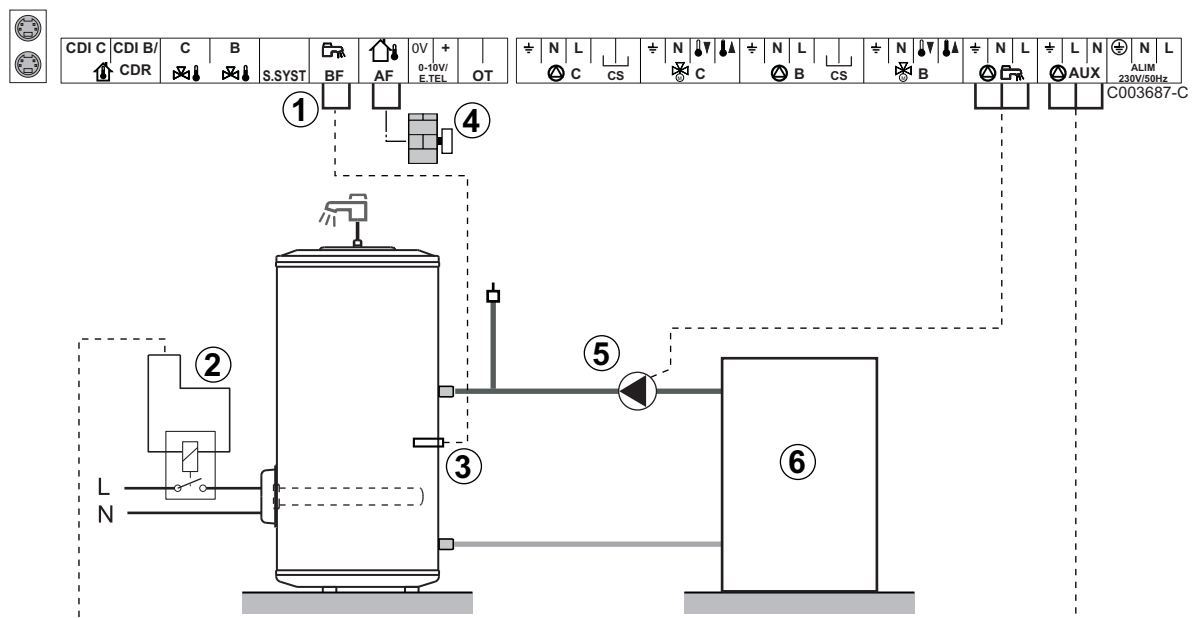 CDI C CDI B/ C B 0V + N L N N L N N L L N N L
CDR S.SYST BF AF 0-10V/ E.TEL OT C CS C B CS B AUX ALIM 230V/50Hz
C003687-C
1
4
2
5
3
6
L
N